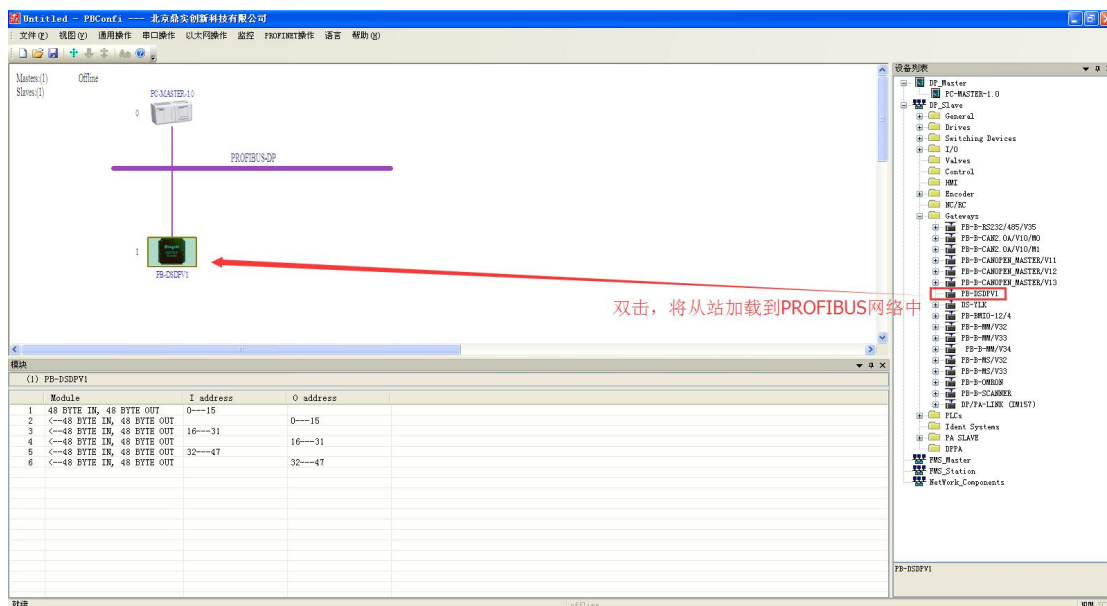 Untitled - PBConfi --- 北京鼎实创新科技有限公司
文件(F) 视图(V) 通用操作 串口操作 以太网操作 监控 PROFINET操作 语言 帮助(H)
Masters:(1) Offline
Slaves:(1)
PC-MASTER-1.0
0
PROFIBUS-DP
1
PB-DSDPV1
双击，将从站加载到PROFIBUS网络中
模块
(1) PB-DSDPV1
Module I address O address
1 48 BYTE IN, 48 BYTE OUT 0---15
2 <--48 BYTE IN, 48 BYTE OUT 0---15
3 <--48 BYTE IN, 48 BYTE OUT 16---31
4 <--48 BYTE IN, 48 BYTE OUT 16---31
5 <--48 BYTE IN, 48 BYTE OUT 32---47
6 <--48 BYTE IN, 48 BYTE OUT 32---47
设备列表
DP_Master
PC-MASTER-1.0
DP_Slave
General
Drives
Switching Devices
I/O
Valves
Control
HMI
Encoder
NC/RC
Gateways
PB-B-RS232/485/V35
PB-B-CAN2.0A/V10/M0
PB-B-CAN2.0A/V10/M1
PB-B-CANOPEN_MASTER/V11
PB-B-CANOPEN_MASTER/V12
PB-B-CANOPEN_MASTER/V13
PB-DSDPV1
DS-YLK
PB-BMIO-12/4
PB-B-MM/V32
PB-B-MM/V33
PB-B-MM/V34
PB-B-MS/V32
PB-B-MS/V33
PB-B-OMRON
PB-B-SCANNER
DP/PA-LINK (IM157)
PLCs
Ident Systems
PA SLAVE
DPPA
FMS_Master
FMS_Station
NetWork_Components
PB-DSDPV1
就绪 offline NUM